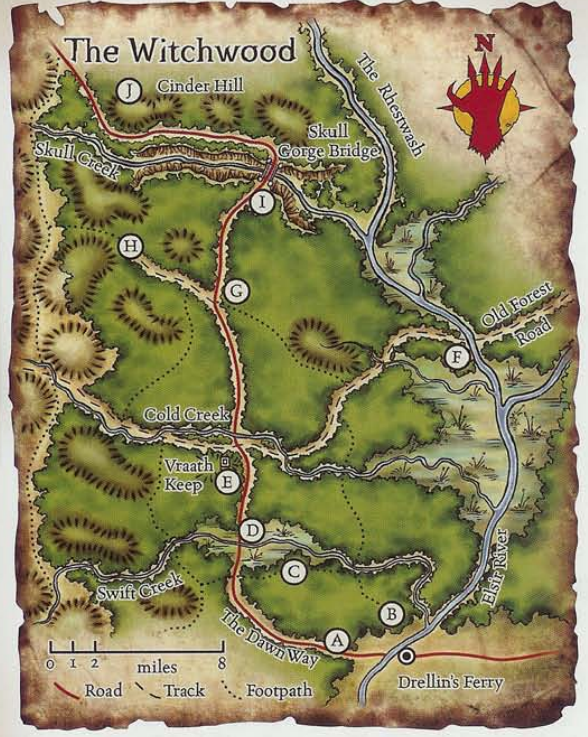 The Witchwood
N
J
Cinder Hill
The Rhestwash
Skull
Gorge Bridge
Skull Creek
I
H
G
Old Forest
Road
F
Cold Creek
Vraath
Keep
E
D
C
Swift Creek
B
Elsir River
The Dawn Way
A
Drellin's Ferry
0 1 2 8
miles
Road Track Footpath